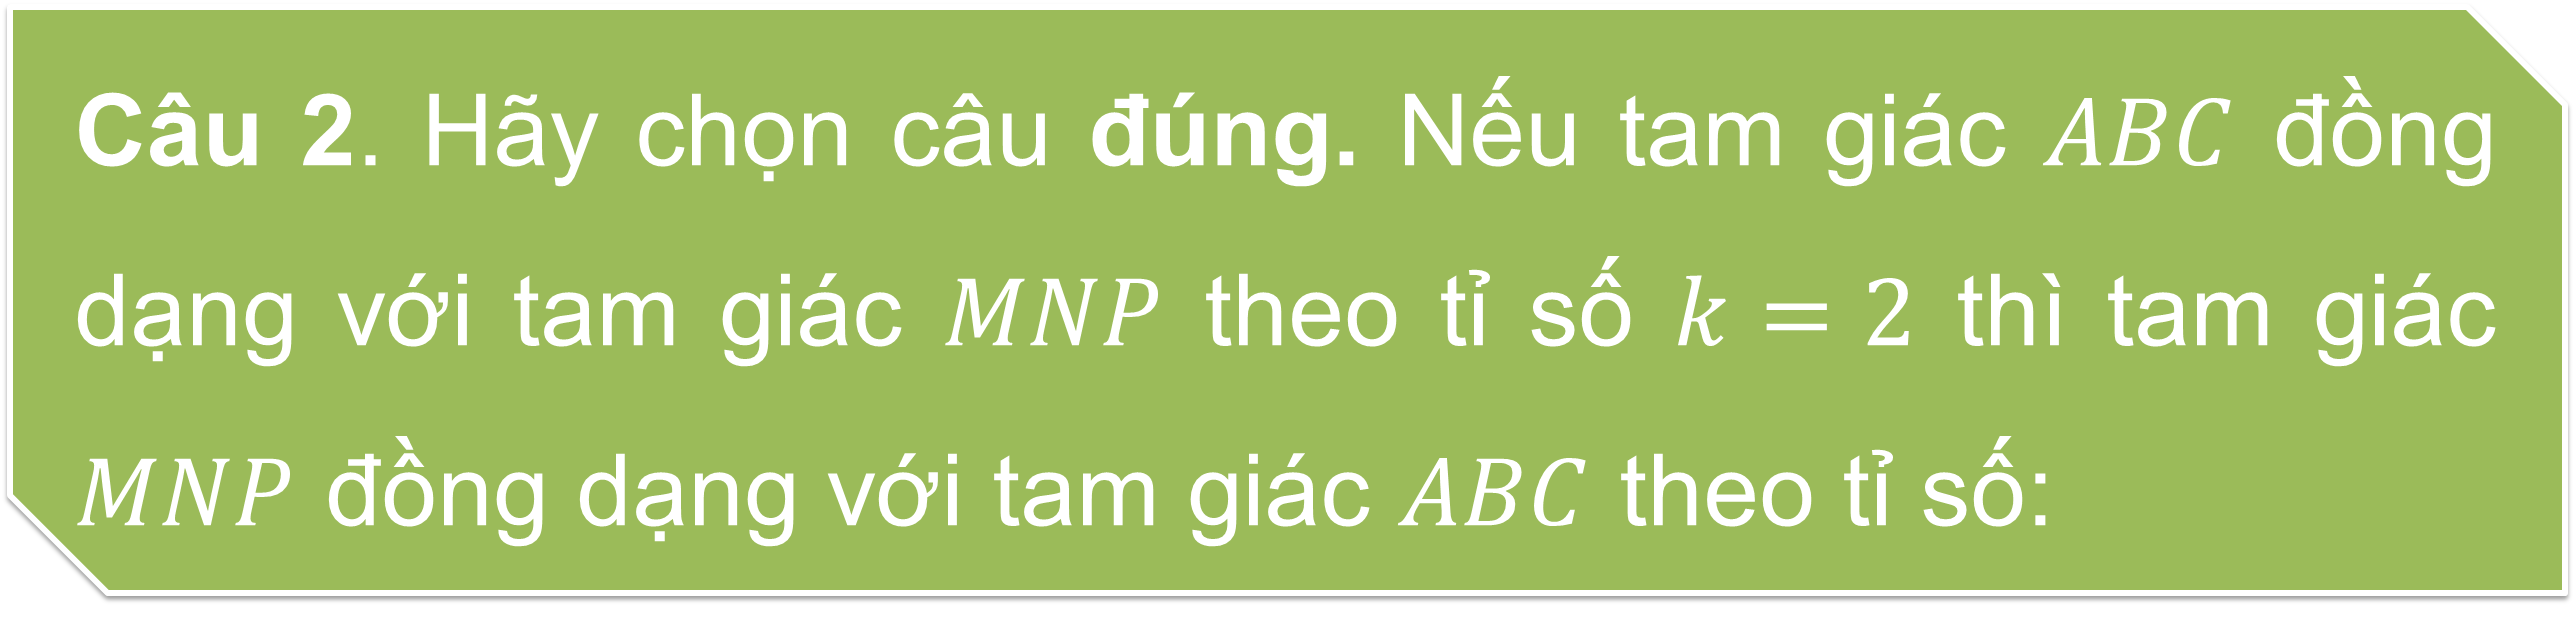 Câu 2. Hãy chọn câu đúng. Nếu tam giác ABC đồng
dạng với tam giác MNP theo tỉ số k = 2 thì tam giác
MNP đồng dạng với tam giác ABC theo tỉ số: